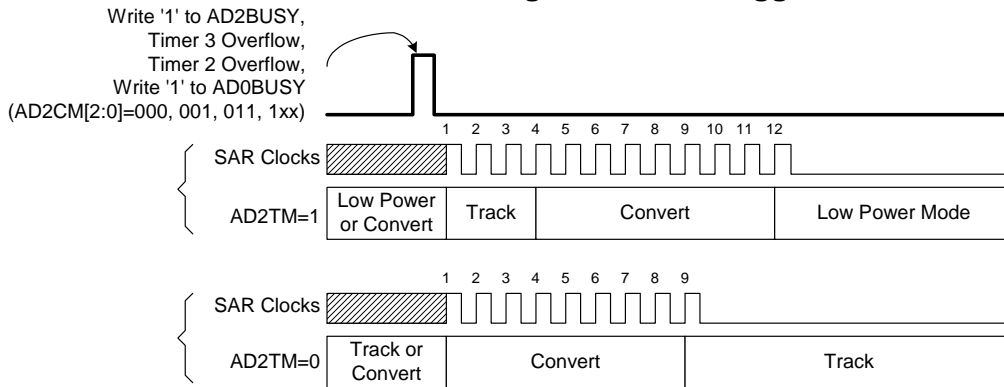 Write '1' to AD2BUSY,
Timer 3 Overflow,
Timer 2 Overflow,
Write '1' to AD0BUSY
(AD2CM[2:0]=000, 001, 011, 1xx)
1 2 3 4 5 6 7 8 9 10 11 12
SAR Clocks
AD2TM=1
Low Power
or Convert
Track
Convert
Low Power Mode
1 2 3 4 5 6 7 8 9
SAR Clocks
AD2TM=0
Track or
Convert
Convert
Track